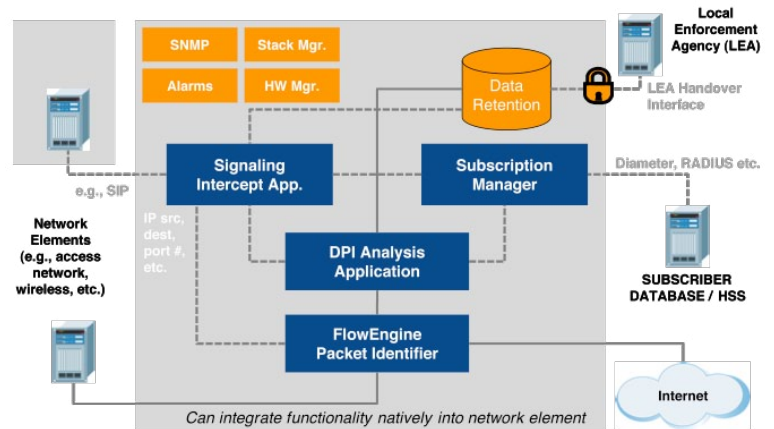 SNMP
Stack Mgr.
Alarms
HW Mgr.
Data
Retention
Local
Enforcement
Agency (LEA)
LEA Handover
Interface
Signaling
Intercept App.
Subscription
Manager
Diameter, RADIUS etc.
e.g., SIP
IP src,
dest,
port #,
etc.
Network
Elements
(e.g., access
network,
wireless, etc.)
DPI Analysis
Application
SUBSCRIBER
DATABASE / HSS
FlowEngine
Packet Identifier
Internet
Can integrate functionality natively into network element